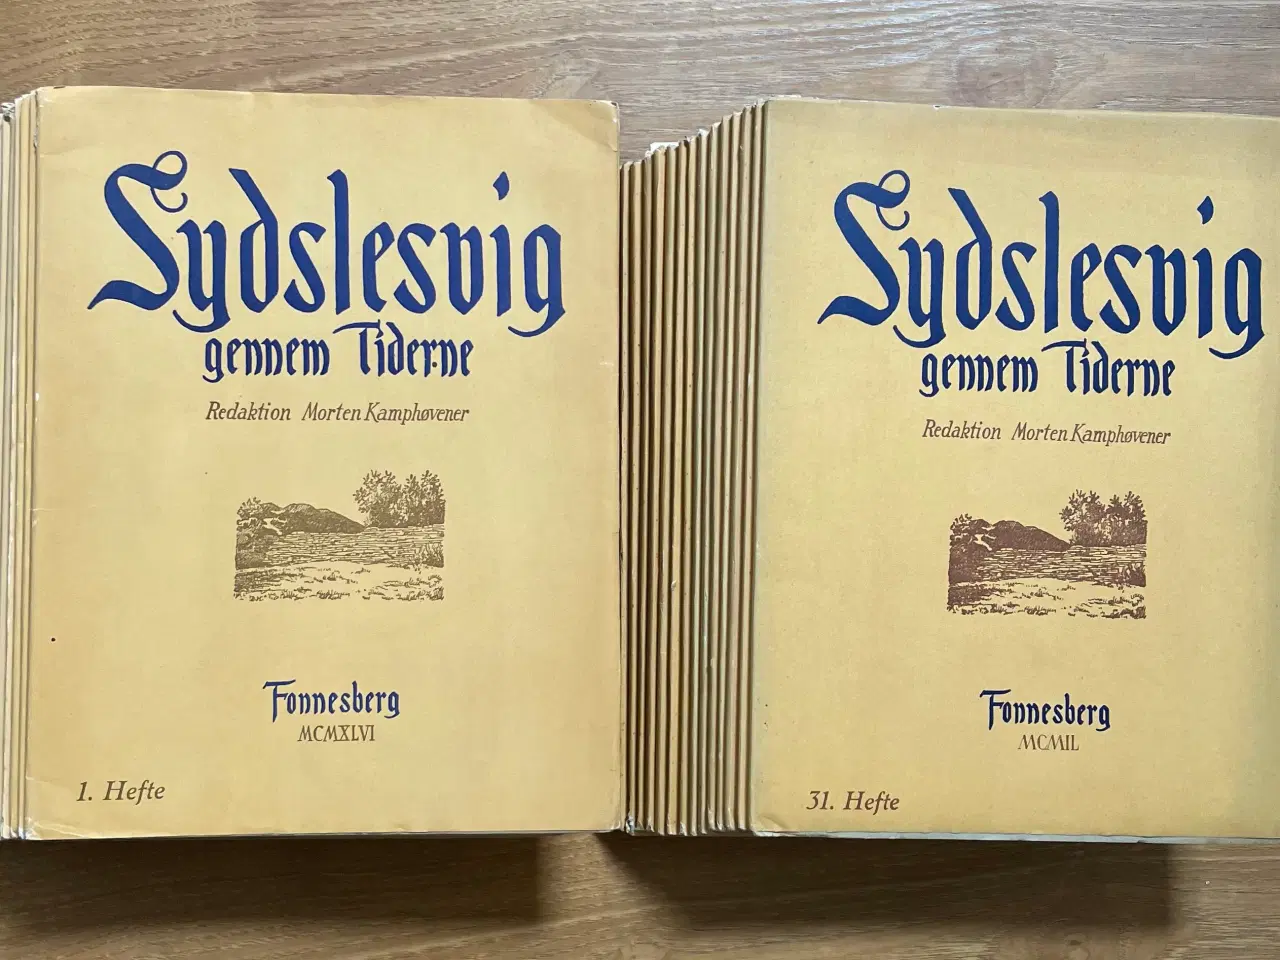 Sydslesvig
gennem Tiderne
Redaktion Morten Kamphøvener
Fonnesberg
MCMXLVI
1. Hefte
Sydslesvig
gennem Tiderne
Redaktion Morten Kamphøvener
Fonnesberg
MCMIL
31. Hefte